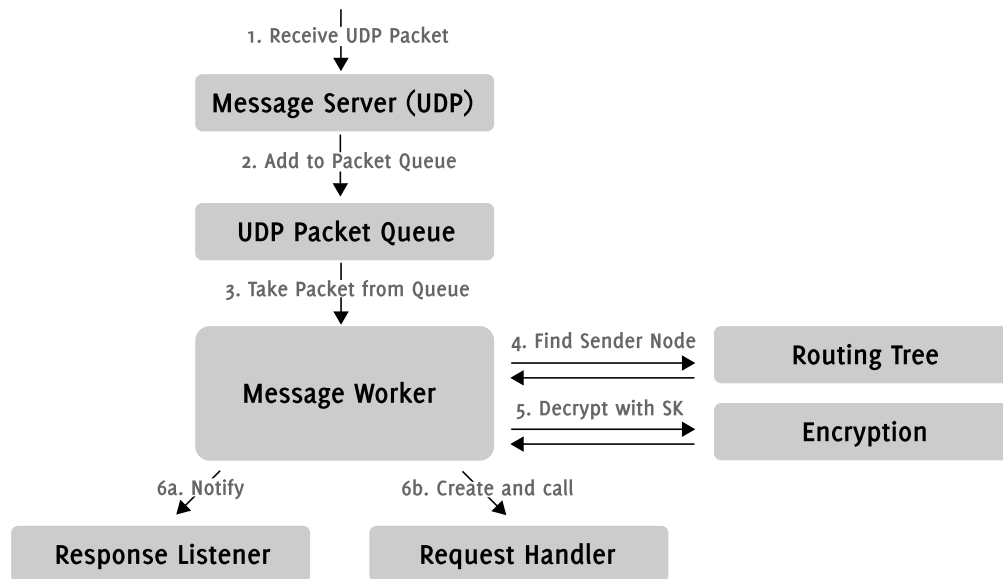 1. Receive UDP Packet
Message Server (UDP)
2. Add to Packet Queue
UDP Packet Queue
3. Take Packet from Queue
Message Worker
4. Find Sender Node
Routing Tree
5. Decrypt with SK
Encryption
6a. Notify
6b. Create and call
Response Listener
Request Handler